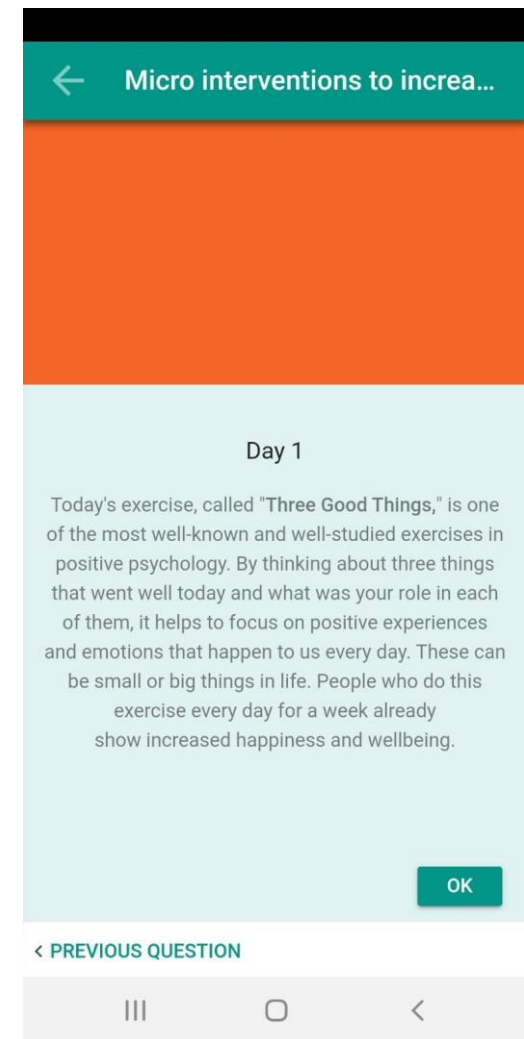 Micro interventions to increa...
Day 1
Today's exercise, called "Three Good Things," is one
of the most well-known and well-studied exercises in
positive psychology. By thinking about three things
that went well today and what was your role in each
of them, it helps to focus on positive experiences
and emotions that happen to us every day. These can
be small or big things in life. People who do this
exercise every day for a week already
show increased happiness and wellbeing.
OK
< PREVIOUS QUESTION